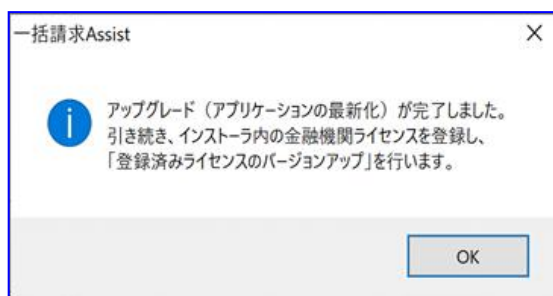 一括請求Assist
アップグレード（アプリケーションの最新化）が完了しました。
引き続き、インストーラ内の金融機関ライセンスを登録し、
「登録済みライセンスのバージョンアップ」を行います。
OK